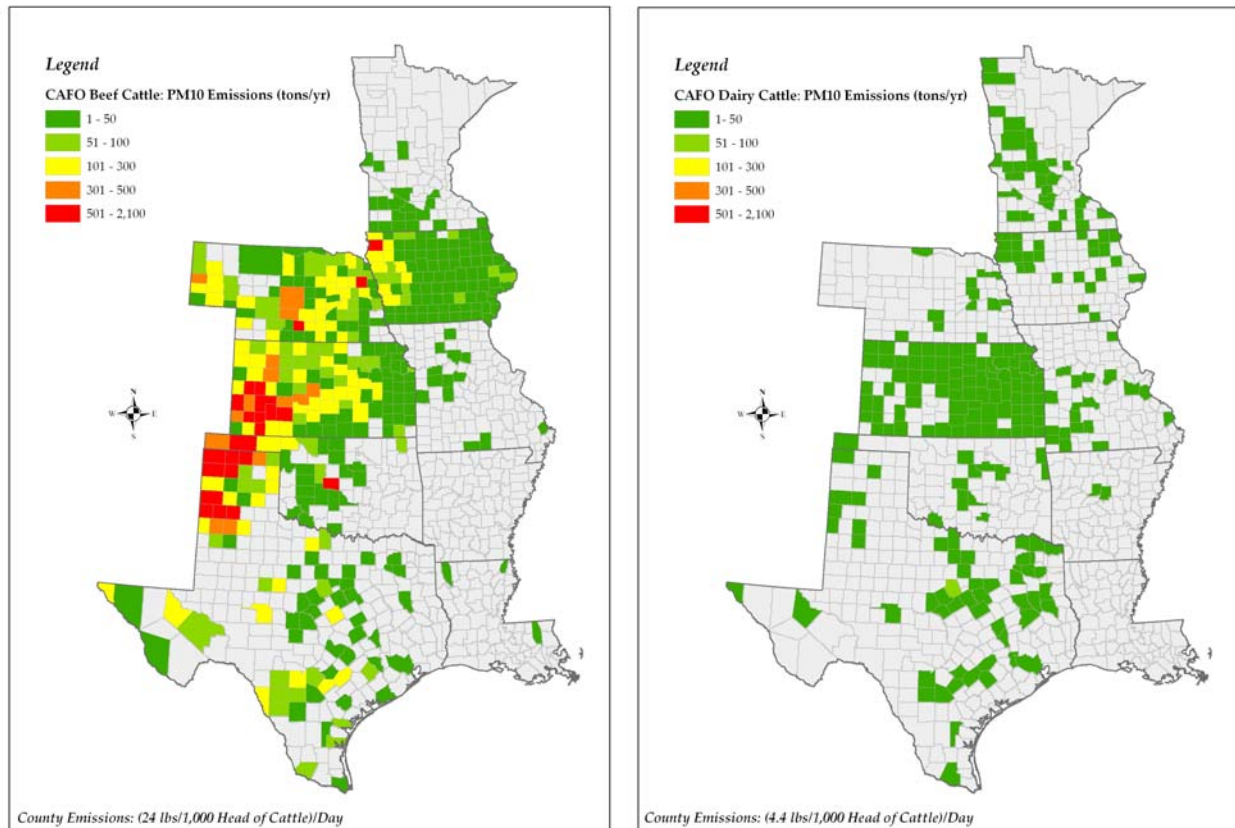 Legend
CAFO Beef Cattle: PM10 Emissions (tons/yr)
1 - 50
51 - 100
101 - 300
301 - 500
501 - 2,100
N
W E
S
County Emissions: (24 lbs/1,000 Head of Cattle)/Day
Legend
CAFO Dairy Cattle: PM10 Emissions (tons/yr)
1- 50
51 - 100
101 - 300
301 - 500
501 - 2,100
N
W E
S
County Emissions: (4.4 lbs/1,000 Head of Cattle)/Day